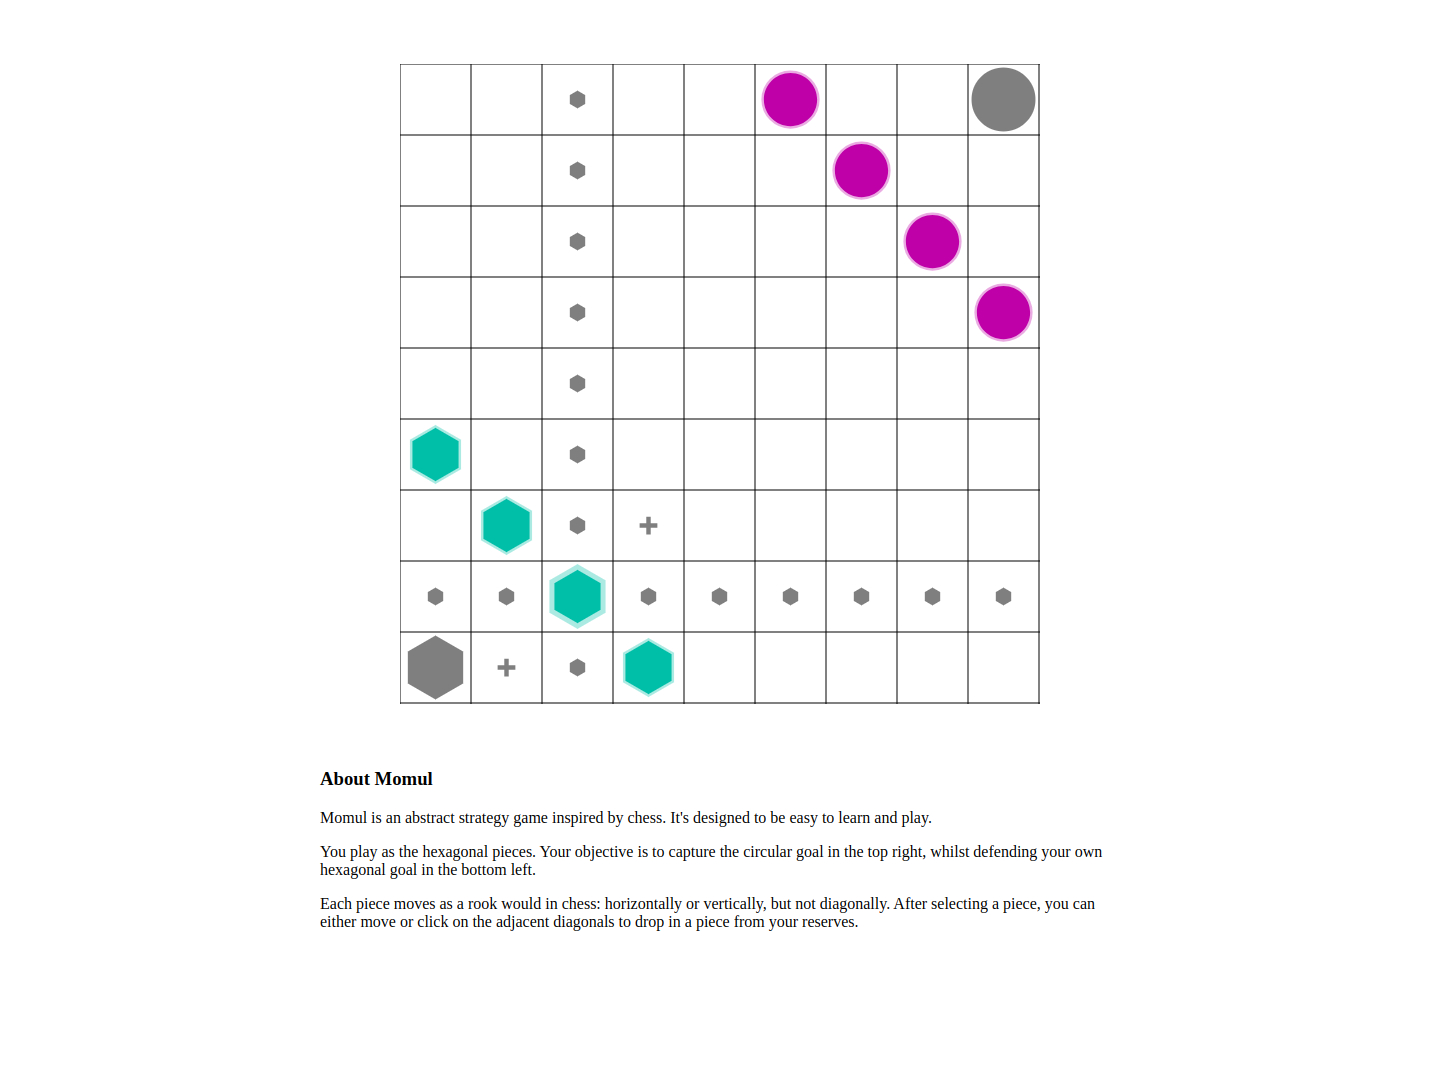 About Momul
Momul is an abstract strategy game inspired by chess. It's designed to be easy to learn and play.
You play as the hexagonal pieces. Your objective is to capture the circular goal in the top right, whilst defending your own
hexagonal goal in the bottom left.
Each piece moves as a rook would in chess: horizontally or vertically, but not diagonally. After selecting a piece, you can
either move or click on the adjacent diagonals to drop in a piece from your reserves.